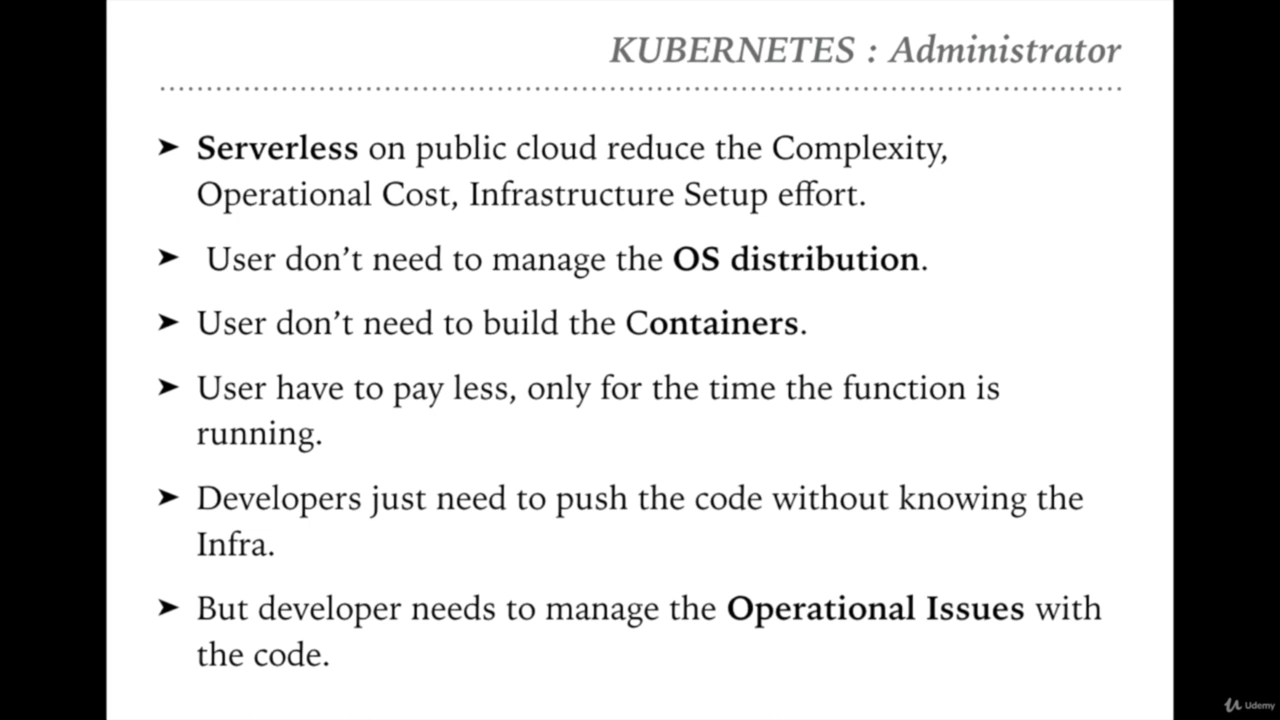 KUBERNETES : Administrator
➤ Serverless on public cloud reduce the Complexity,
Operational Cost, Infrastructure Setup effort.
➤ User don’t need to manage the OS distribution.
➤ User don’t need to build the Containers.
➤ User have to pay less, only for the time the function is
running.
➤ Developers just need to push the code without knowing the
Infra.
➤ But developer needs to manage the Operational Issues with
the code.
Udemy